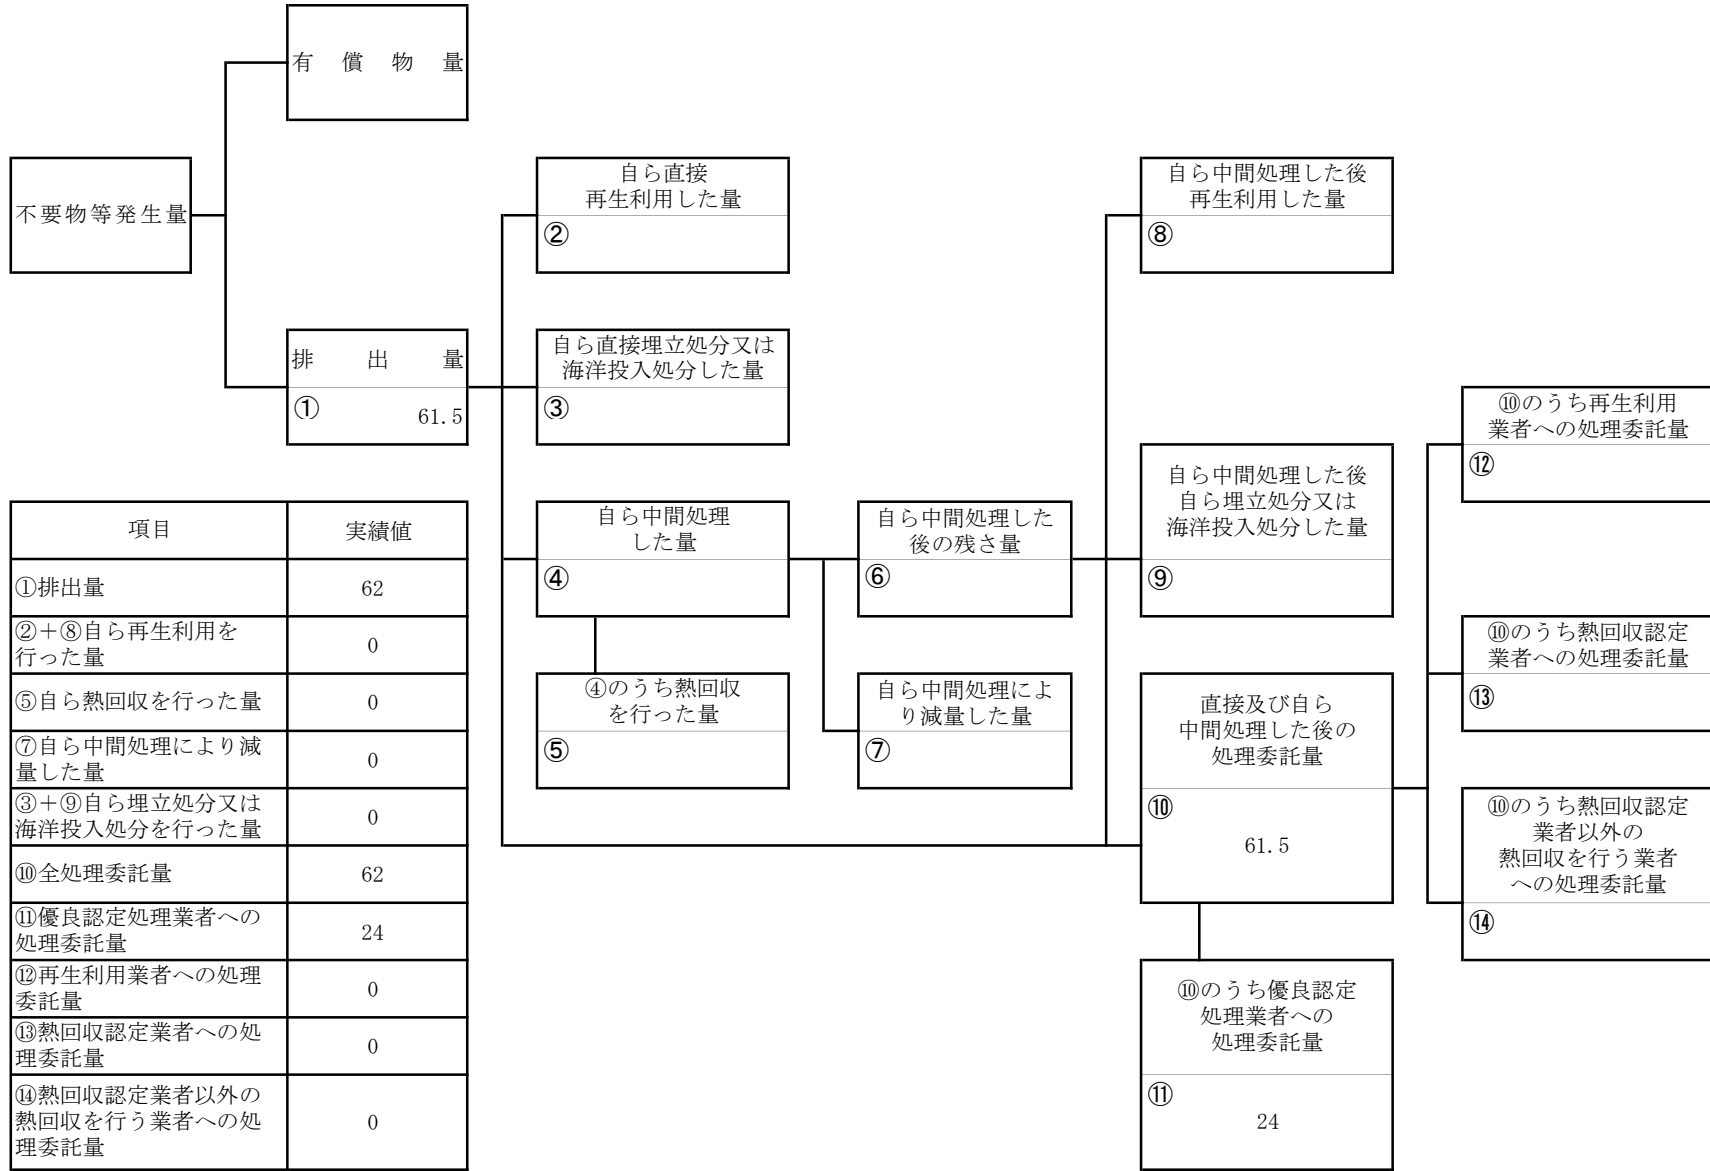 有償物量
不要物等発生量
自ら直接
再生利用した量
②
自ら中間処理した後
再生利用した量
⑧
排出量
①
61.5
自ら直接埋立処分又は
海洋投入処分した量
③
⑩のうち再生利用
業者への処理委託量
⑫
自ら中間処理
した量
④
自ら中間処理した
後の残さ量
⑥
自ら中間処理した後
自ら埋立処分又は
海洋投入処分した量
⑨
⑩のうち熱回収認定
業者への処理委託量
⑬
④のうち熱回収
を行った量
⑤
自ら中間処理によ
り減量した量
⑦
直接及び自ら
中間処理した後の
処理委託量
⑩
61.5
⑩のうち熱回収認定
業者以外の
熱回収を行う業者
への処理委託量
⑭
⑩のうち優良認定
処理業者への
処理委託量
⑪
24
項目 実績値
①排出量 62
②＋⑧自ら再生利用を
行った量 0
⑤自ら熱回収を行った量 0
⑦自ら中間処理により減
量した量 0
③＋⑨自ら埋立処分又は
海洋投入処分を行った量 0
⑩全処理委託量 62
⑪優良認定処理業者への
処理委託量 24
⑫再生利用業者への処理
委託量 0
⑬熱回収認定業者への処
理委託量 0
⑭熱回収認定業者以外の
熱回収を行う業者への処
理委託量 0